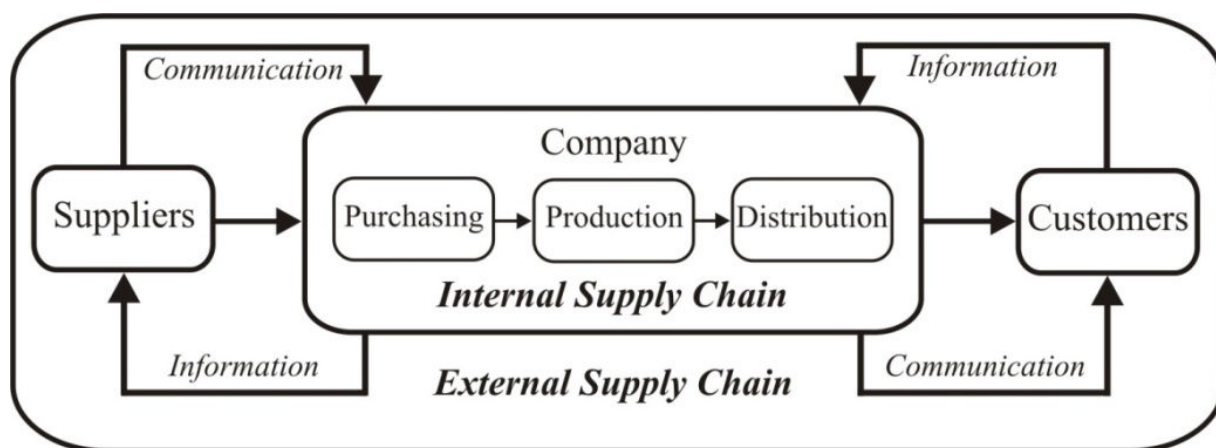 Communication
Information
Company
Suppliers
Purchasing
Production
Distribution
Customers
Internal Supply Chain
Information
External Supply Chain
Communication